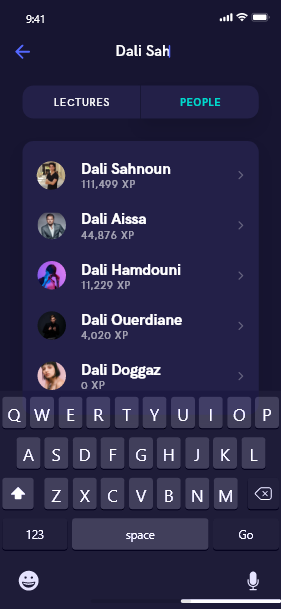 9:41
Dali Sah
LECTURES
PEOPLE
Dali Sahnoun
111,499 XP
Dali Aissa
44,876 XP
Dali Hamdouni
11,229 XP
Dali Ouerdiane
4,020 XP
Dali Doggaz
0 XP
Q W E R T Y U I O P
A S D F G H J K L
Z X C V B N M
123 space Go